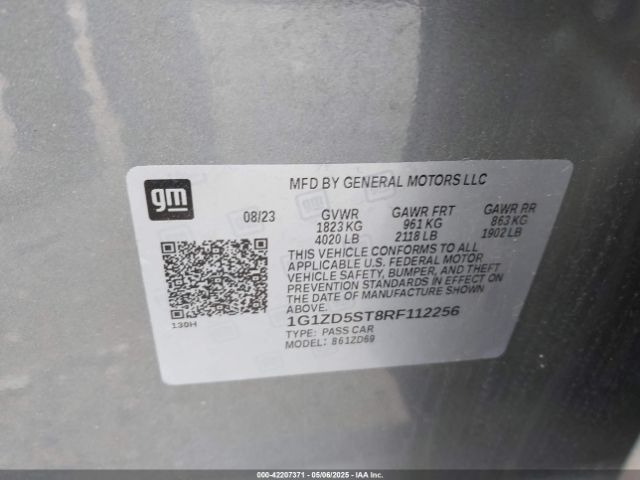 gm
MFD BY GENERAL MOTORS LLC
08/23 GVWR GAWR FRT GAWR RR
1823 KG 961 KG 863 KG
4020 LB 2118 LB 1902 LB
THIS VEHICLE CONFORMS TO ALL
APPLICABLE U.S. FEDERAL MOTOR
VEHICLE SAFETY, BUMPER, AND THEFT
PREVENTION STANDARDS IN EFFECT ON
THE DATE OF MANUFACTURE SHOWN
ABOVE.
130H
1G1ZD5ST8RF112256
TYPE: PASS CAR
MODEL: 861ZD69
000-42207371 - 05/06/2025 - IAA Inc.